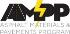 AMPP
ASPHALT MATERIALS &
PAVEMENTS PROGRAM